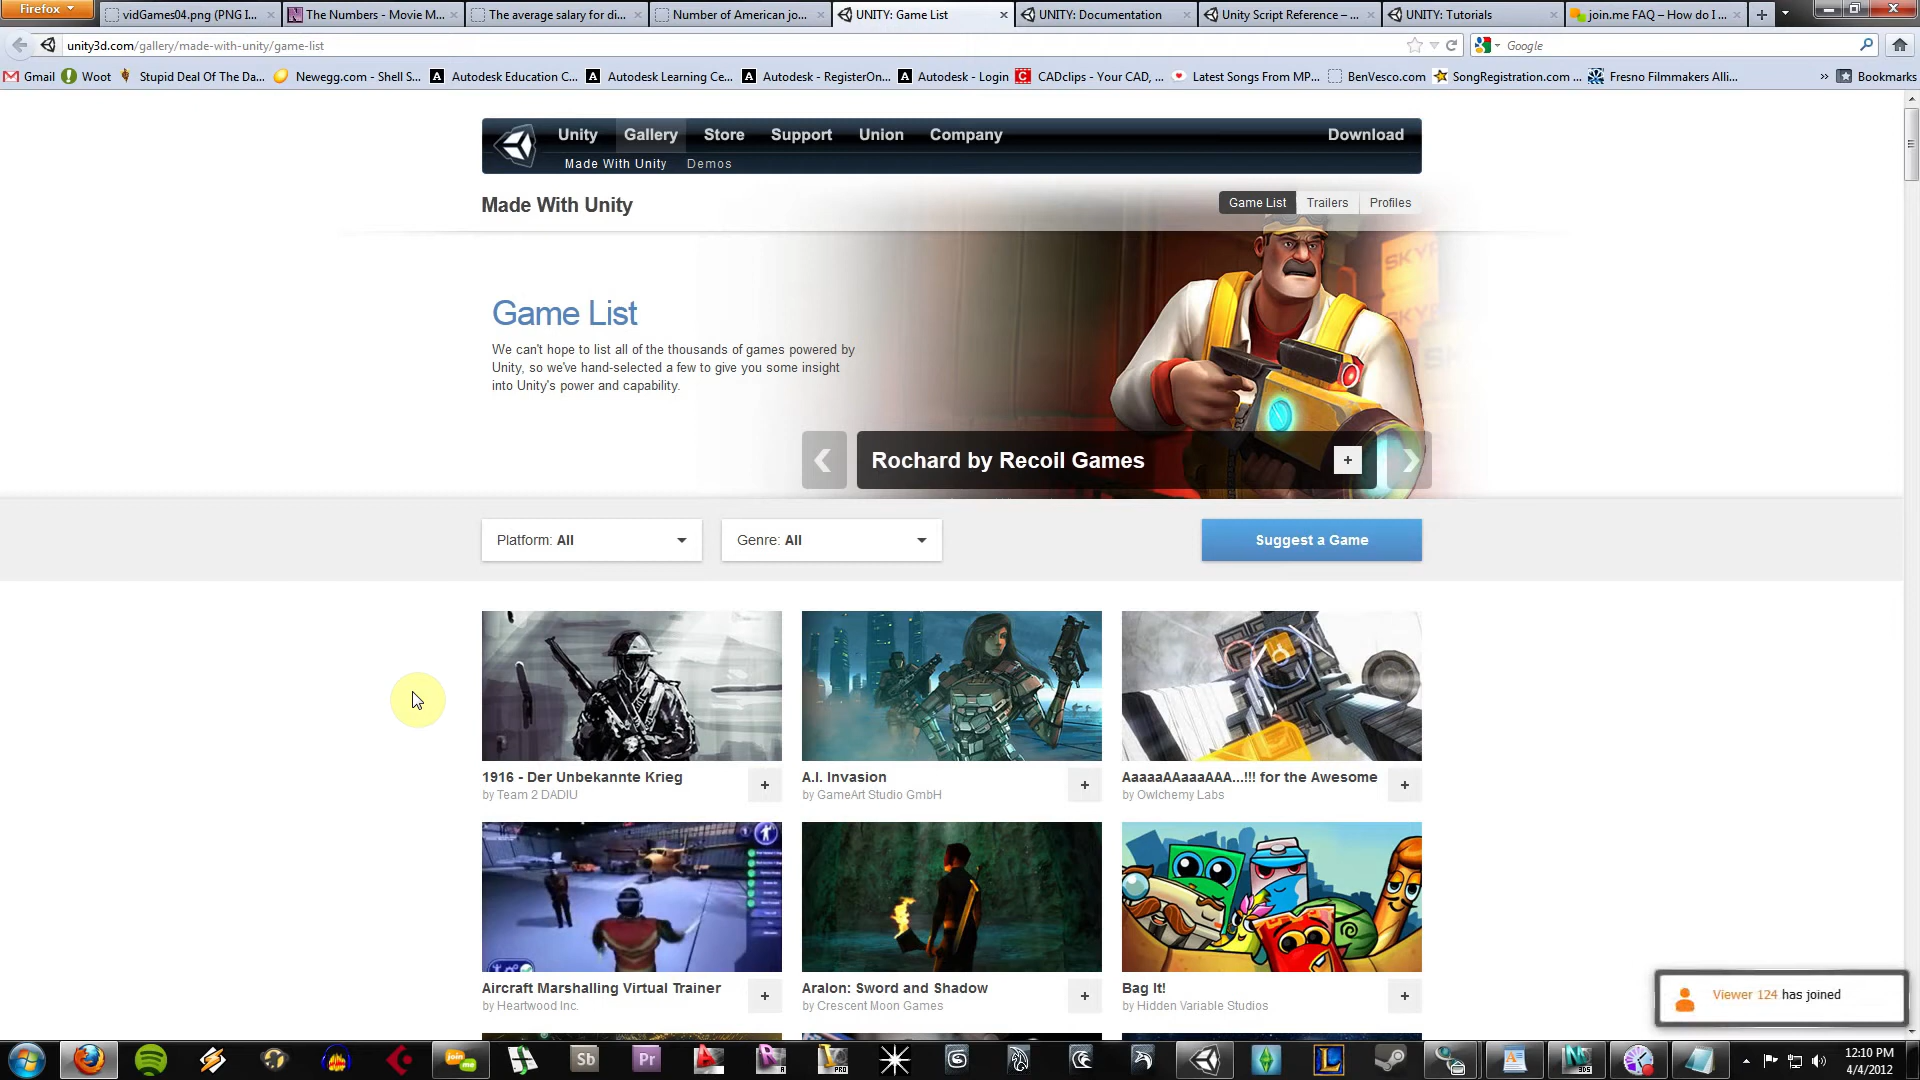 Firefox
vidGames04.png (PNG I...
The Numbers - Movie M...
The average salary for di...
Number of American jo...
UNITY: Game List
UNITY: Documentation
Unity Script Reference – ...
UNITY: Tutorials
join.me FAQ – How do I ...
unity3d.com/gallery/made-with-unity/game-list
Google
Gmail
Woot
Stupid Deal Of The Da...
Newegg.com - Shell S...
Autodesk Education C...
Autodesk Learning Ce...
Autodesk - RegisterOn...
Autodesk - Login
CADclips - Your CAD, ...
Latest Songs From MP...
BenVesco.com
SongRegistration.com ...
Fresno Filmmakers Alli...
Bookmarks
Unity Gallery Store Support Union Company Download
Made With Unity Demos
Made With Unity
Game List Trailers Profiles
Game List
We can't hope to list all of the thousands of games powered by
Unity, so we've hand-selected a few to give you some insight
into Unity's power and capability.
Rochard by Recoil Games
Platform: All
Genre: All
Suggest a Game
1916 - Der Unbekannte Krieg
by Team 2 DADIU
A.I. Invasion
by GameArt Studio GmbH
AaaaaAAaaaAAA...!!! for the Awesome
by Owlchemy Labs
Aircraft Marshalling Virtual Trainer
by Heartwood Inc.
Aralon: Sword and Shadow
by Crescent Moon Games
Bag It!
by Hidden Variable Studios
Viewer 124 has joined
join me
Sb
Pr
PRO
L
12:10 PM
4/4/2012